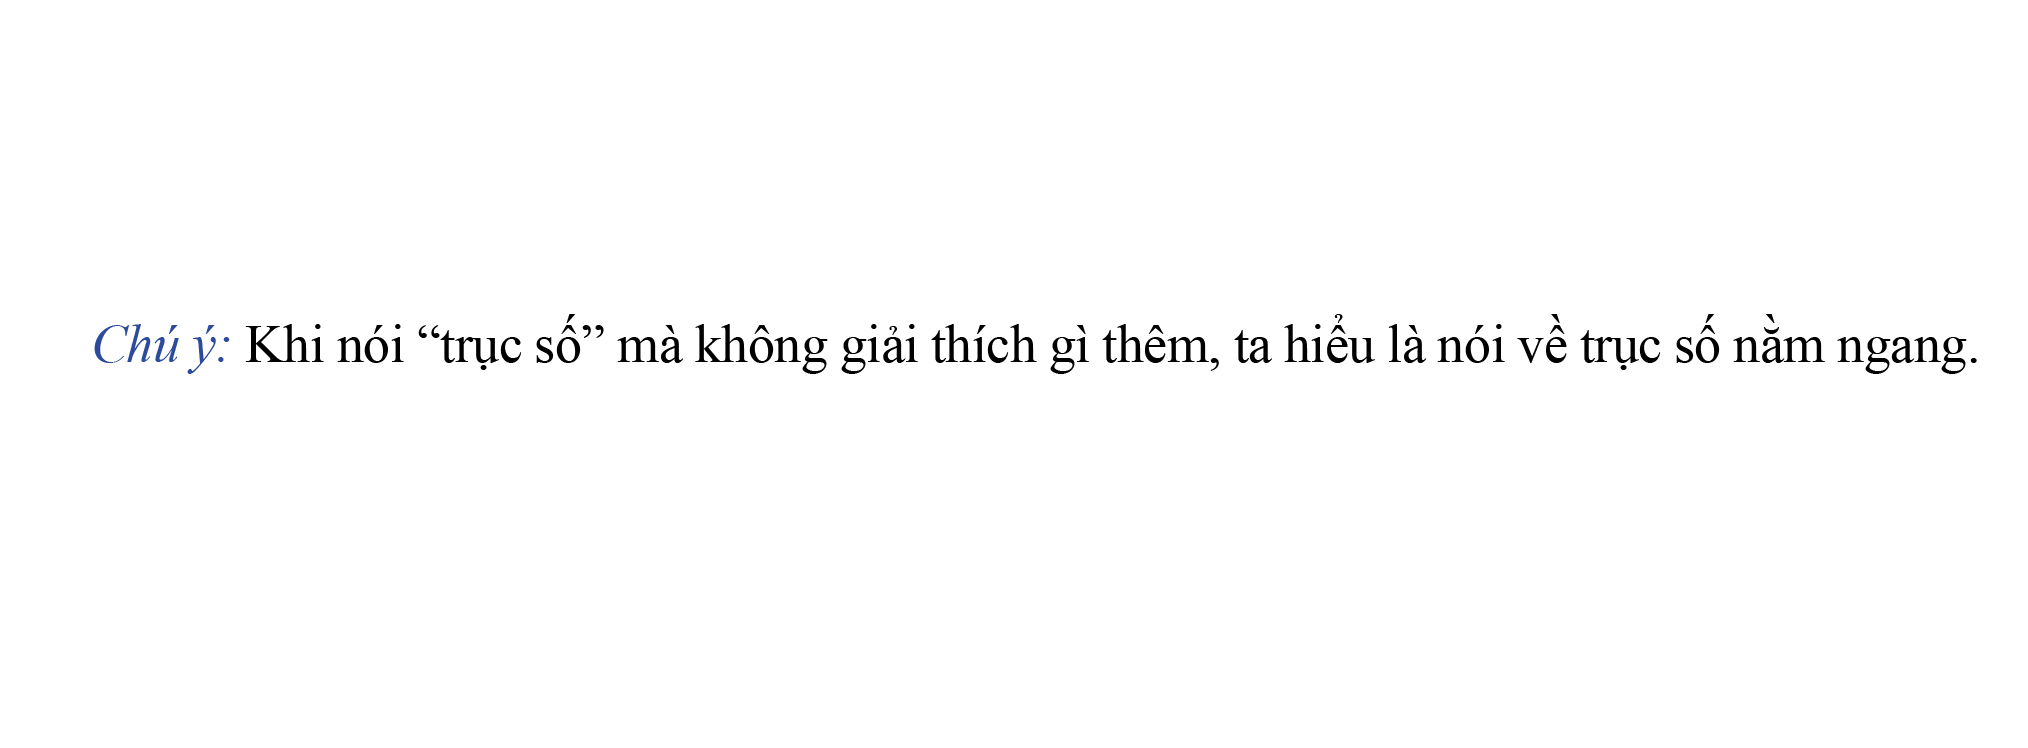 Chú ý: Khi nói “trục số” mà không giải thích gì thêm, ta hiểu là nói về trục số nằm ngang.